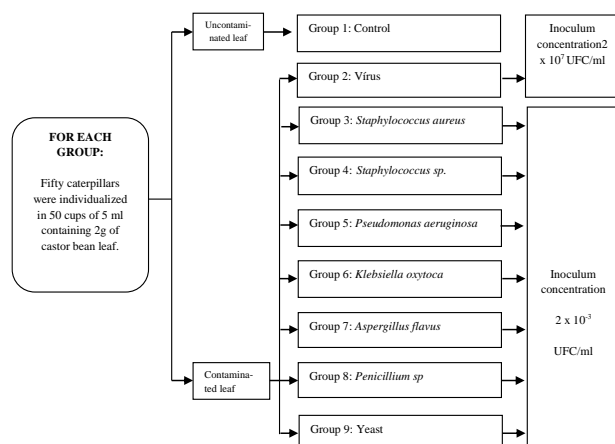 FOR EACH
GROUP:
Fifty caterpillars
were individualized
in 50 cups of 5 ml
containing 2g of
castor bean leaf.
Uncontami-
nated leaf
Contamina-
ted leaf
Group 1: Control
Group 2: Vírus
Group 3: Staphylococcus aureus
Group 4: Staphylococcus sp.
Group 5: Pseudomonas aeruginosa
Group 6: Klebsiella oxytoca
Group 7: Aspergillus flavus
Group 8: Penicillium sp
Group 9: Yeast
Inoculum
concentration2
x 10⁷ UFC/ml
Inoculum
concentration
2 x 10⁻³
UFC/ml